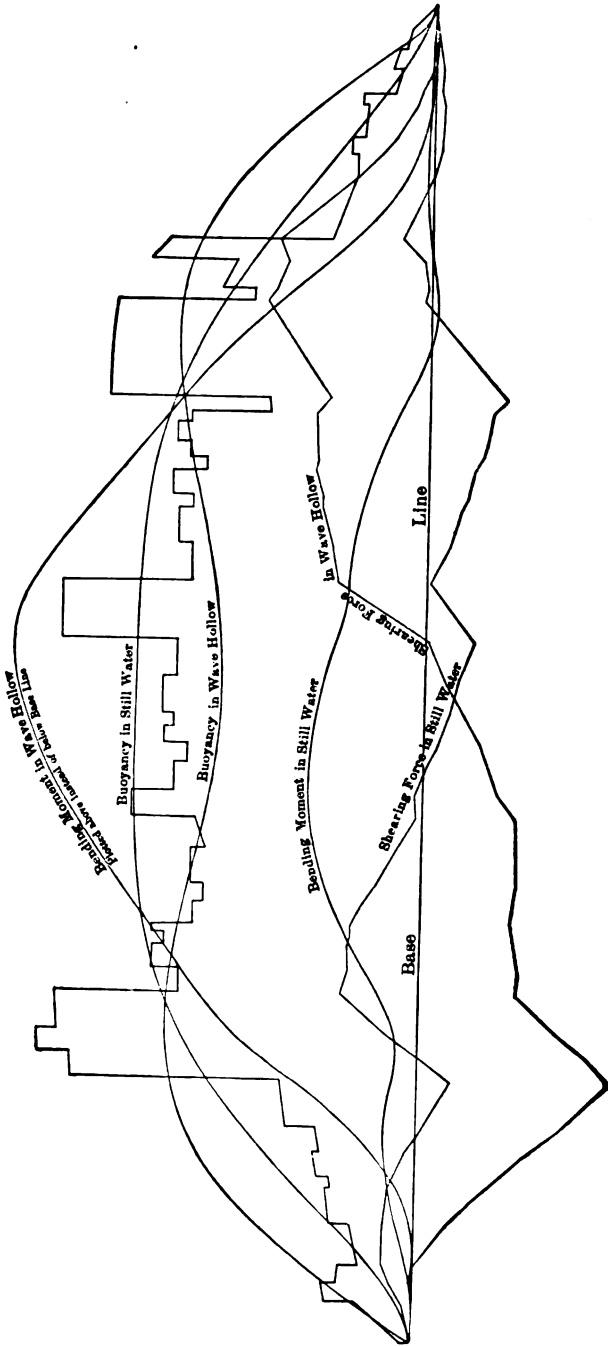 Bending Moment in Wave Hollow
Plotted above instead of below Base Line
Buoyancy in Still Water
Buoyancy in Wave Hollow
Bending Moment in Still Water
Shearing Force in Wave Hollow
Shearing Force in Still Water
Base Line